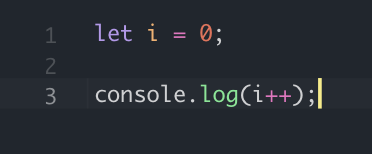 1 let i = 0;
2
3 console.log(i++);